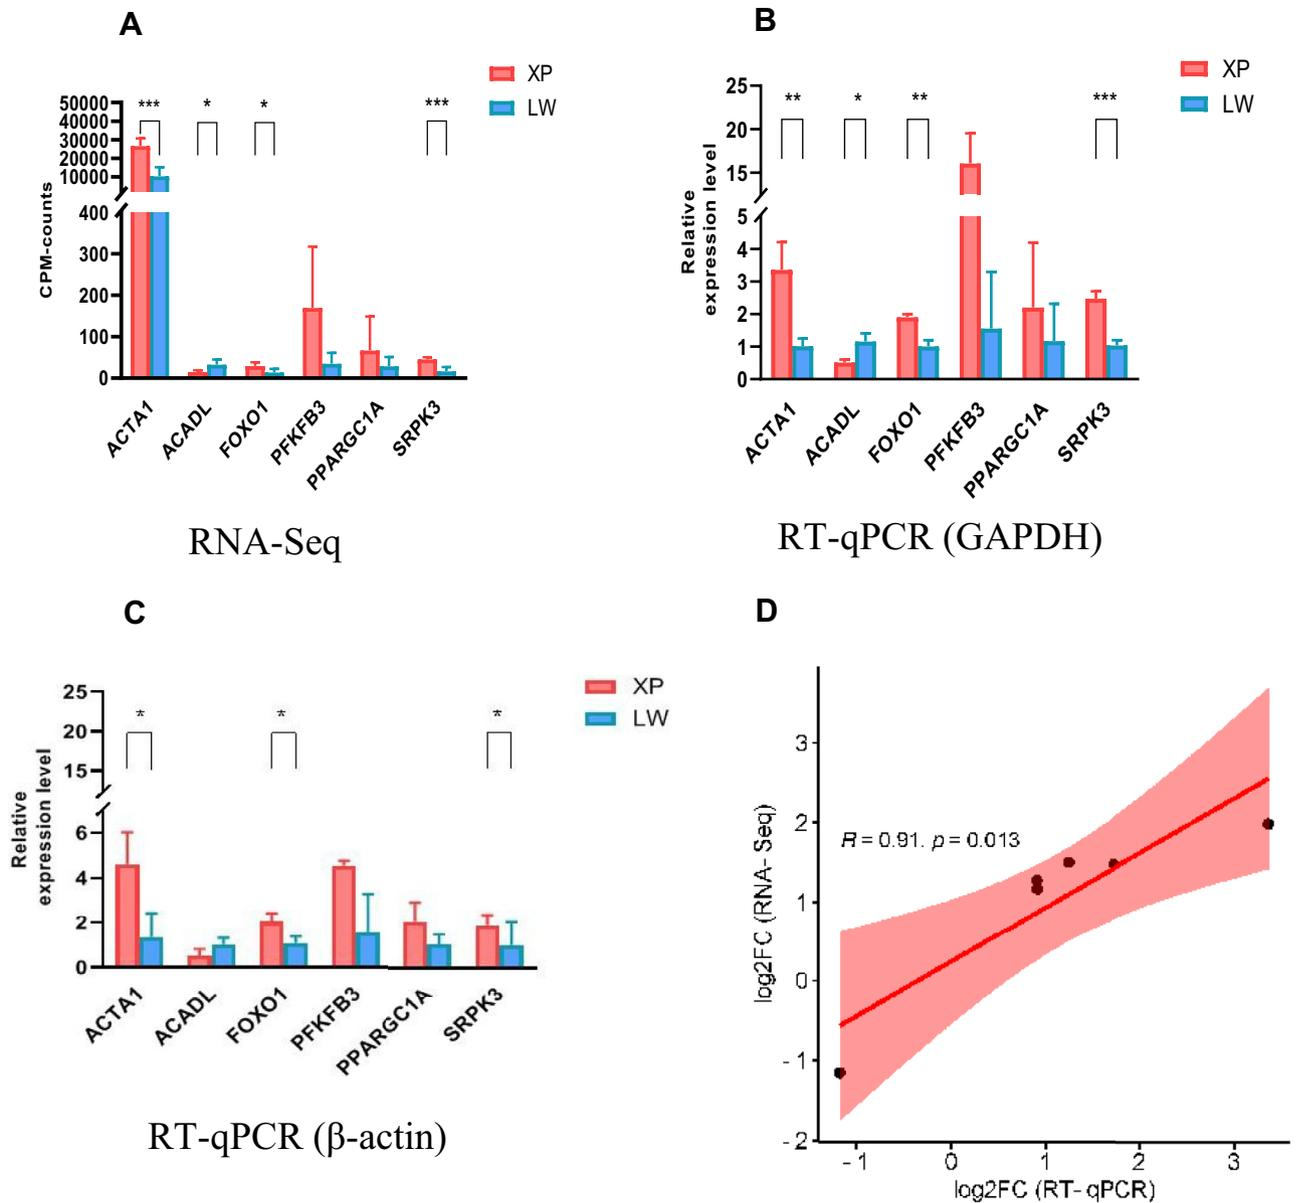 A
XP
LW
***
*
*
***
50000
40000
30000
20000
10000
400
300
200
100
0
CPM-counts
ACTA1
ACADL
FOXO1
PFKFB3
PPARGC1A
SRPK3
RNA-Seq
B
XP
LW
**
*
**
***
25
20
15
5
4
3
2
1
0
Relative
expression level
ACTA1
ACADL
FOXO1
PFKFB3
PPARGC1A
SRPK3
RT-qPCR (GAPDH)
C
XP
LW
*
*
*
25
20
15
6
4
2
0
Relative
expression level
ACTA1
ACADL
FOXO1
PFKFB3
PPARGC1A
SRPK3
RT-qPCR (β-actin)
D
R = 0.91. p = 0.013
3
2
1
0
- 1
- 2
log2FC (RNA- Seq)
- 1
0
1
2
3
log2FC (RT- qPCR)